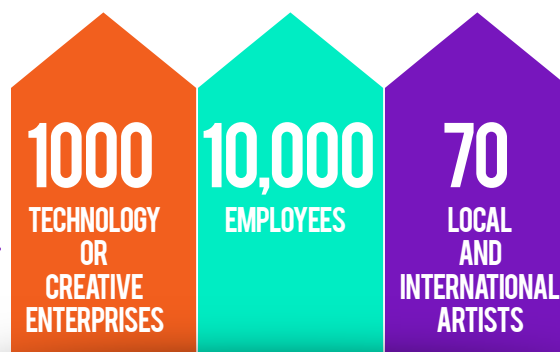 1000
TECHNOLOGY
OR
CREATIVE
ENTERPRISES
10,000
EMPLOYEES
70
LOCAL
AND
INTERNATIONAL
ARTISTS